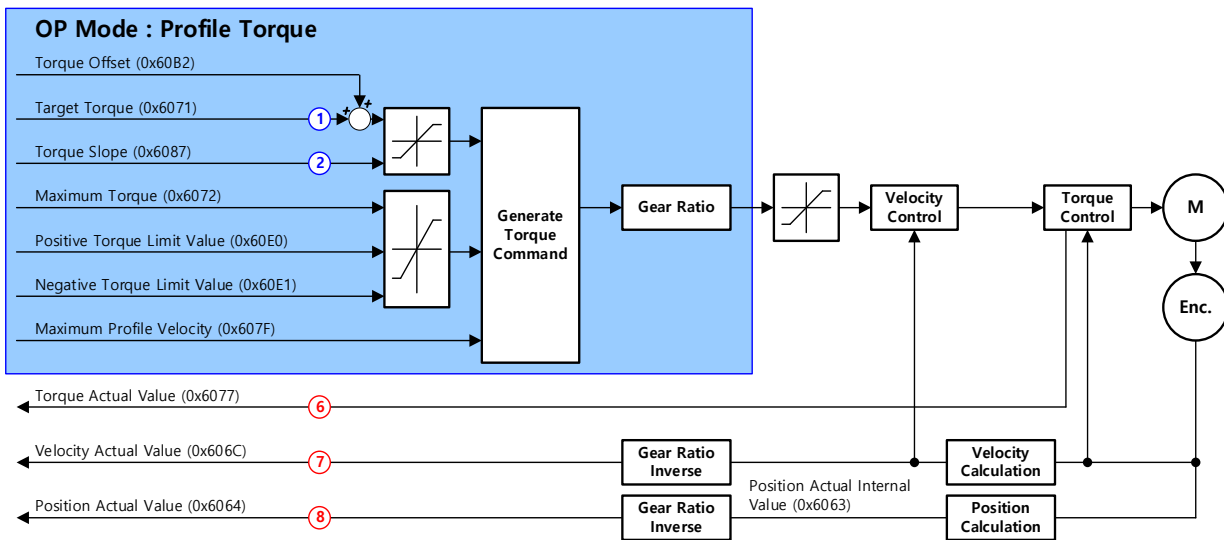 OP Mode : Profile Torque
Torque Offset (0x60B2)
+
+
Target Torque (0x6071)
1
Torque Slope (0x6087)
2
Maximum Torque (0x6072)
Positive Torque Limit Value (0x60E0)
Negative Torque Limit Value (0x60E1)
Maximum Profile Velocity (0x607F)
Generate
Torque
Command
Gear Ratio
Velocity
Control
Torque
Control
M
Enc.
Torque Actual Value (0x6077)
6
Velocity Actual Value (0x606C)
7
Gear Ratio
Inverse
Velocity
Calculation
Position Actual Value (0x6064)
8
Gear Ratio
Inverse
Position Actual Internal
Value (0x6063)
Position
Calculation